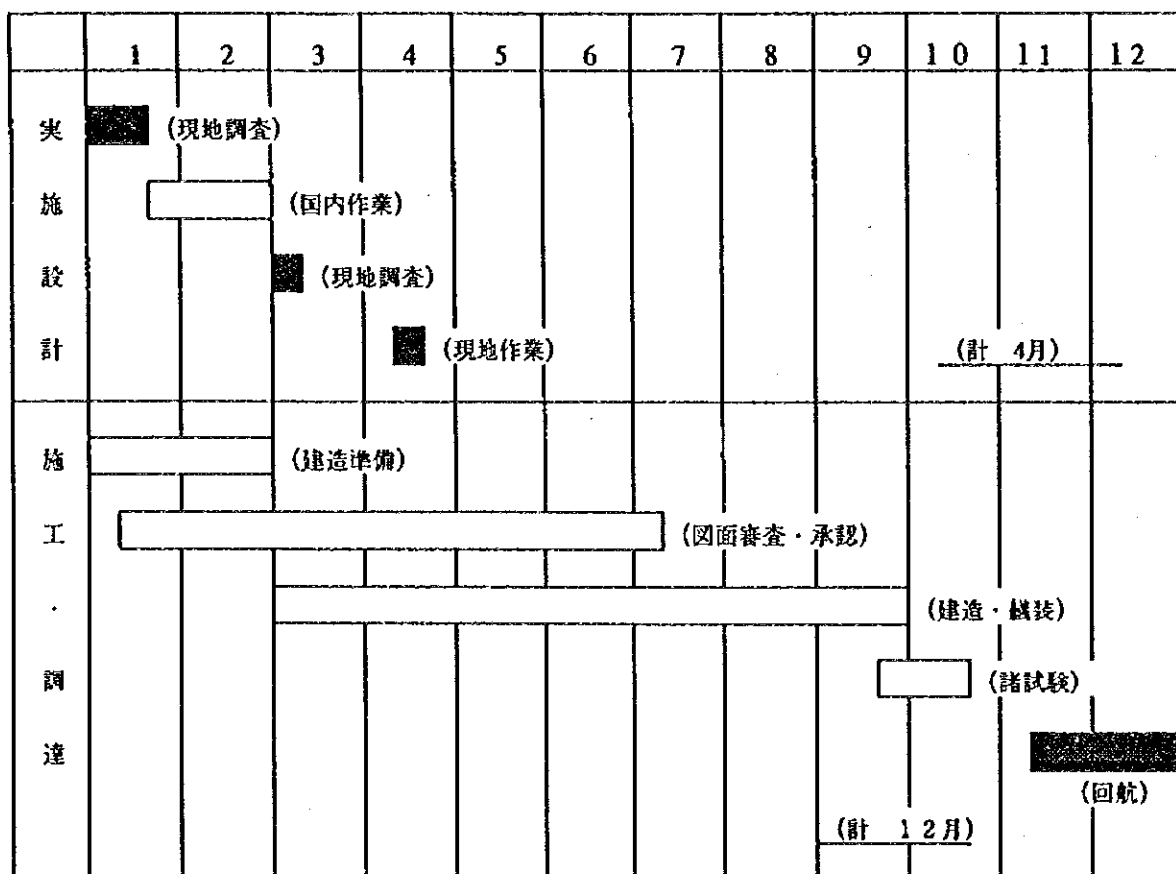 1 2 3 4 5 6 7 8 9 10 11 12
実 (現地調査)
施 (国内作業)
設 (現地調査)
計 (現地作業) (計 4月)
施 (建造準備)
工 (図面審査・承認)
・ (建造・艤装)
調 (諸試験)
達
(回航)
(計 12月)